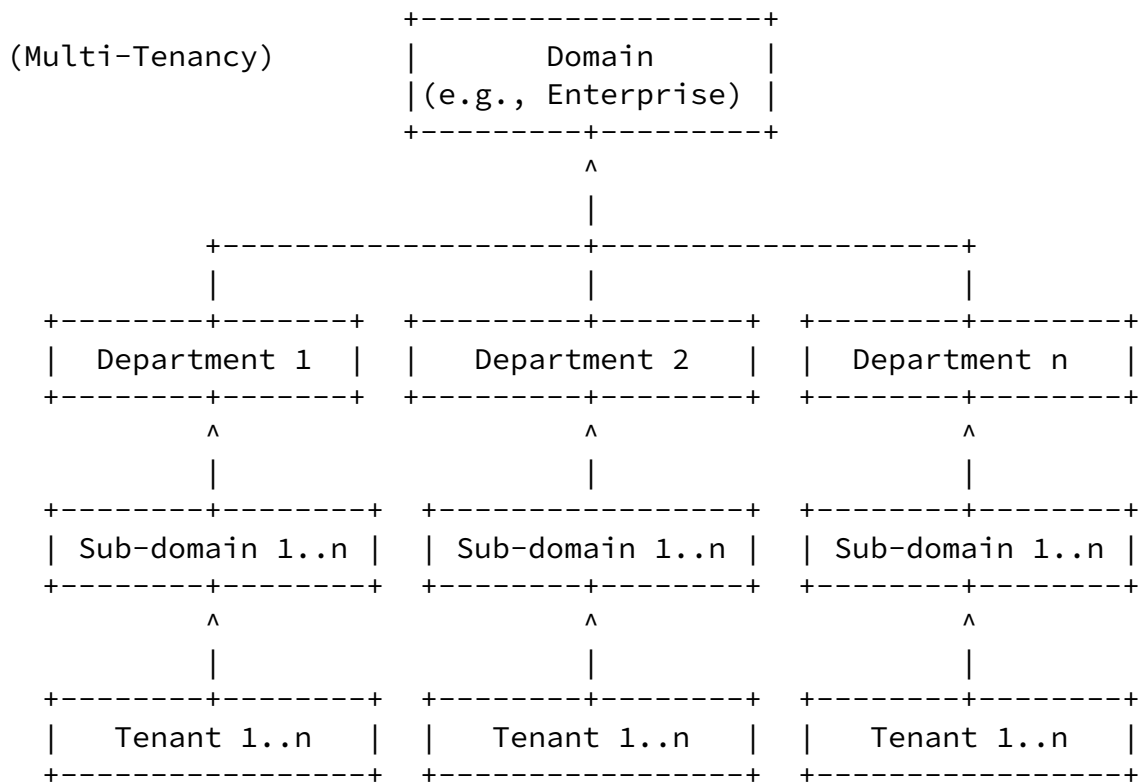 (Multi-Tenancy) Domain
(e.g., Enterprise)
Department 1 Department 2 Department n
Sub-domain 1..n Sub-domain 1..n Sub-domain 1..n
Tenant 1..n Tenant 1..n Tenant 1..n